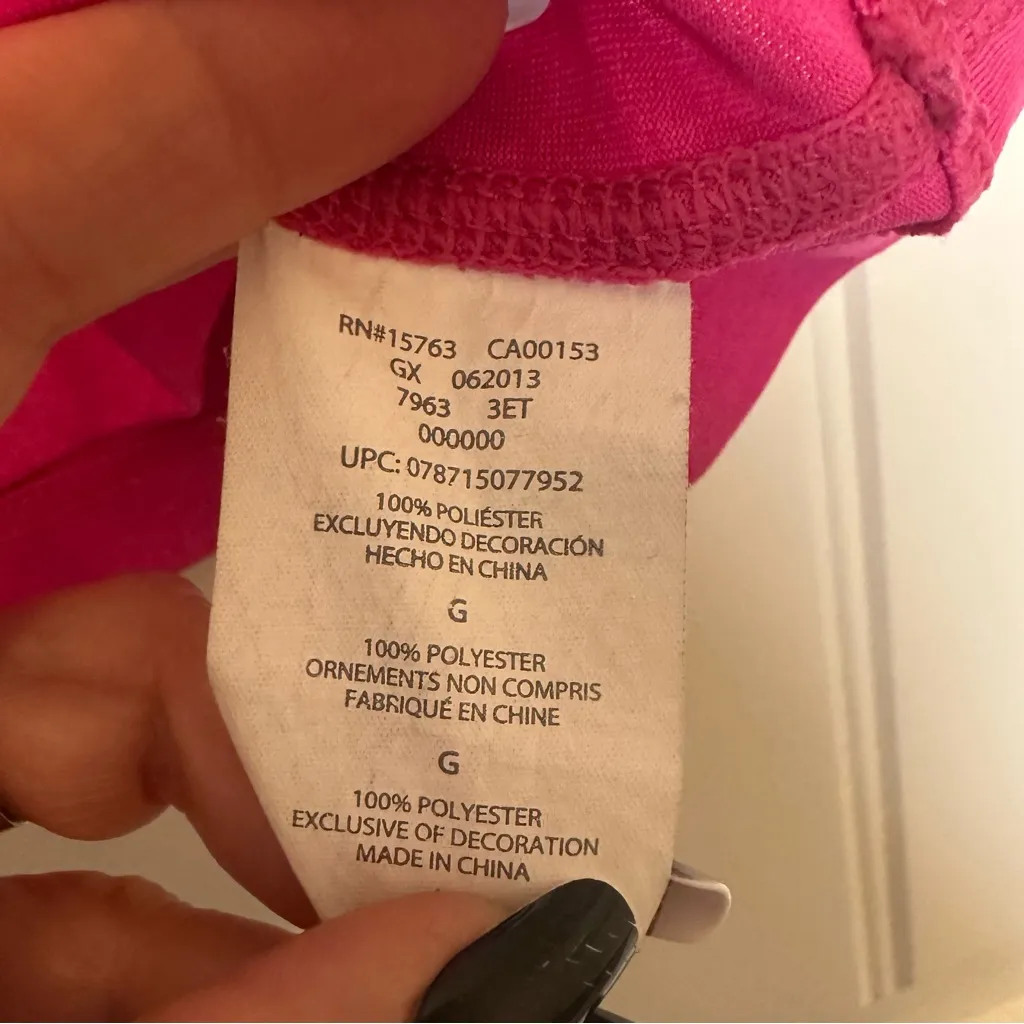 RN#15763 CA00153
GX 062013
7963 3ET
000000
UPC: 078715077952
100% POLIÉSTER
EXCLUYENDO DECORACIÓN
HECHO EN CHINA
G
100% POLYESTER
ORNEMENTS NON COMPRIS
FABRIQUÉ EN CHINE
G
100% POLYESTER
EXCLUSIVE OF DECORATION
MADE IN CHINA